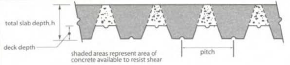 total slab depth,h
deck depth
shaded areas represent area of
concrete available to resist shear
pitch